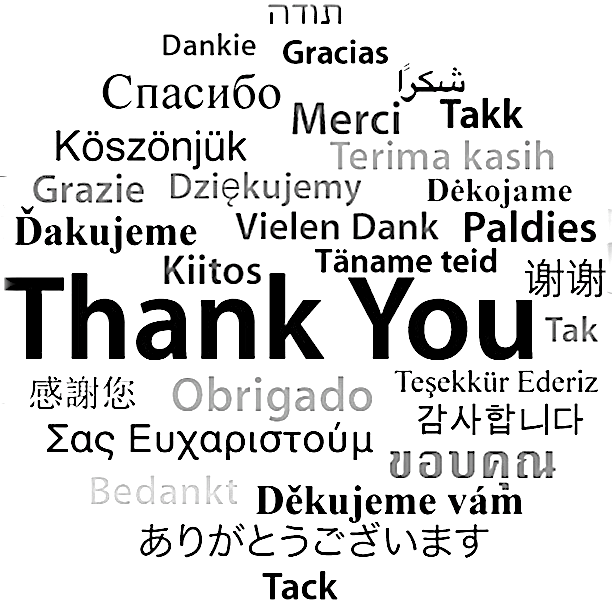 תודה
Dankie
Gracias
Спасибо
شكراً
Merci
Takk
Köszönjük
Terima kasih
Grazie
Dziękujemy
Dėkojame
Ďakujeme
Vielen Dank
Paldies
Kiitos
Täname teid
谢谢
Thank You
Tak
感謝您
Obrigado
Teşekkür Ederiz
감사합니다
Σας Ευχαριστούμ
ขอบคุณ
Bedankt
Děkujeme vám
ありがとうございます
Tack